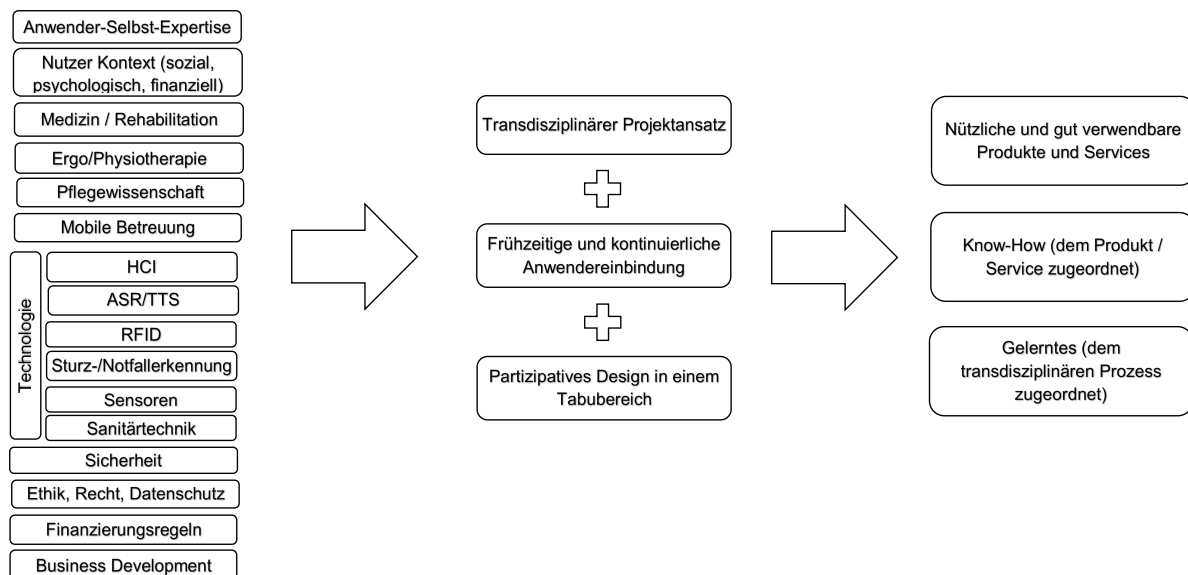 Anwender-Selbst-Expertise
Nutzer Kontext (sozial,
psychologisch, finanziell)
Medizin / Rehabilitation
Ergo/Physiotherapie
Pflegewissenschaft
Mobile Betreuung
Technologie
HCI
ASR/TTS
RFID
Sturz-/Notfallerkennung
Sensoren
Sanitärtechnik
Sicherheit
Ethik, Recht, Datenschutz
Finanzierungsregeln
Business Development
Transdisziplinärer Projektansatz
Frühzeitige und kontinuierliche
Anwendereinbindung
Partizipatives Design in einem
Tabubereich
Nützliche und gut verwendbare
Produkte und Services
Know-How (dem Produkt /
Service zugeordnet)
Gelerntes (dem
transdisziplinären Prozess
zugeordnet)